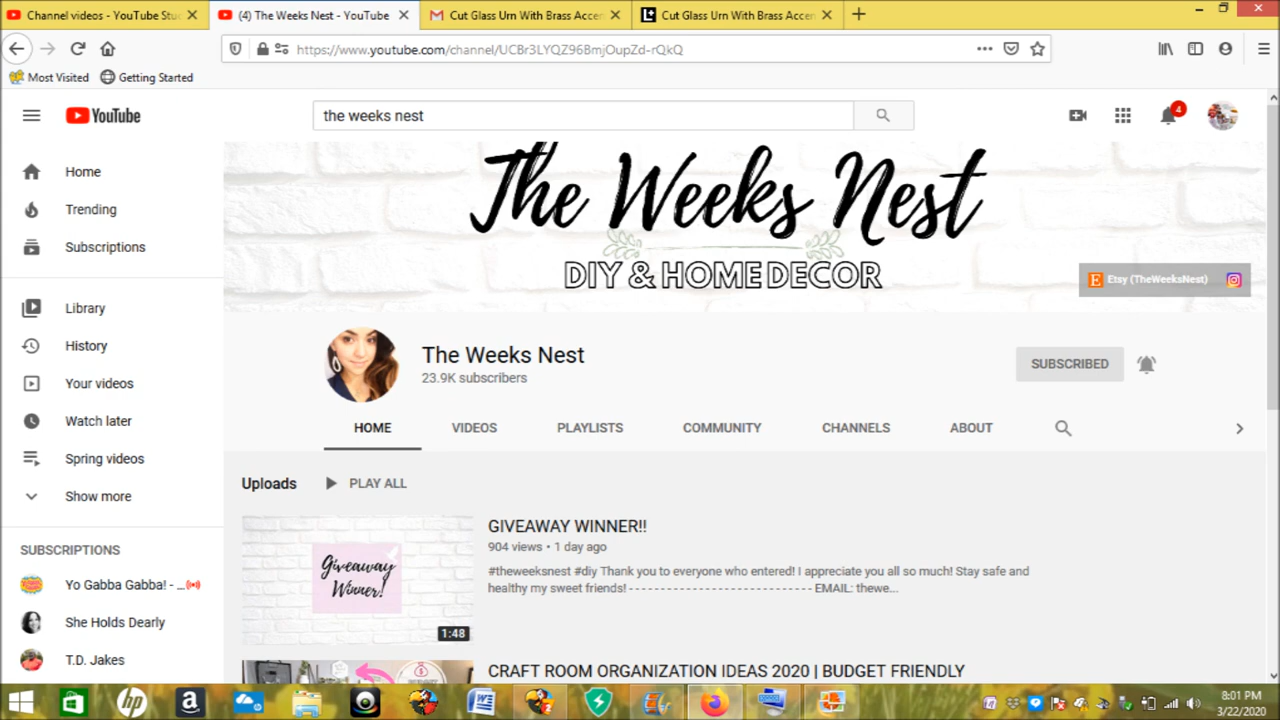 Channel videos - YouTube Stu
(4) The Weeks Nest - YouTube
Cut Glass Urn With Brass Accen
Cut Glass Urn With Brass Accen
https://www.youtube.com/channel/UCBr3LYQZ96BmjOupZd-rQkQ
Most Visited
Getting Started
YouTube
the weeks nest
4
Home
Trending
Subscriptions
Library
History
Your videos
Watch later
Spring videos
Show more
SUBSCRIPTIONS
Yo Gabba Gabba! - ...
She Holds Dearly
T.D. Jakes
The Weeks Nest
DIY & HOME DECOR
Etsy (TheWeeksNest)
The Weeks Nest
23.9K subscribers
SUBSCRIBED
HOME VIDEOS PLAYLISTS COMMUNITY CHANNELS ABOUT
Uploads PLAY ALL
Giveaway
Winner!
1:48
GIVEAWAY WINNER!!
904 views • 1 day ago
#theweeksnest #diy Thank you to everyone who entered! I appreciate you all so much! Stay safe and
healthy my sweet friends! - - - - - - - - - - - - - - - - - - - - - - - - - - - - EMAIL: thewe...
CRAFT ROOM ORGANIZATION IDEAS 2020 | BUDGET FRIENDLY
8:01 PM
3/22/2020